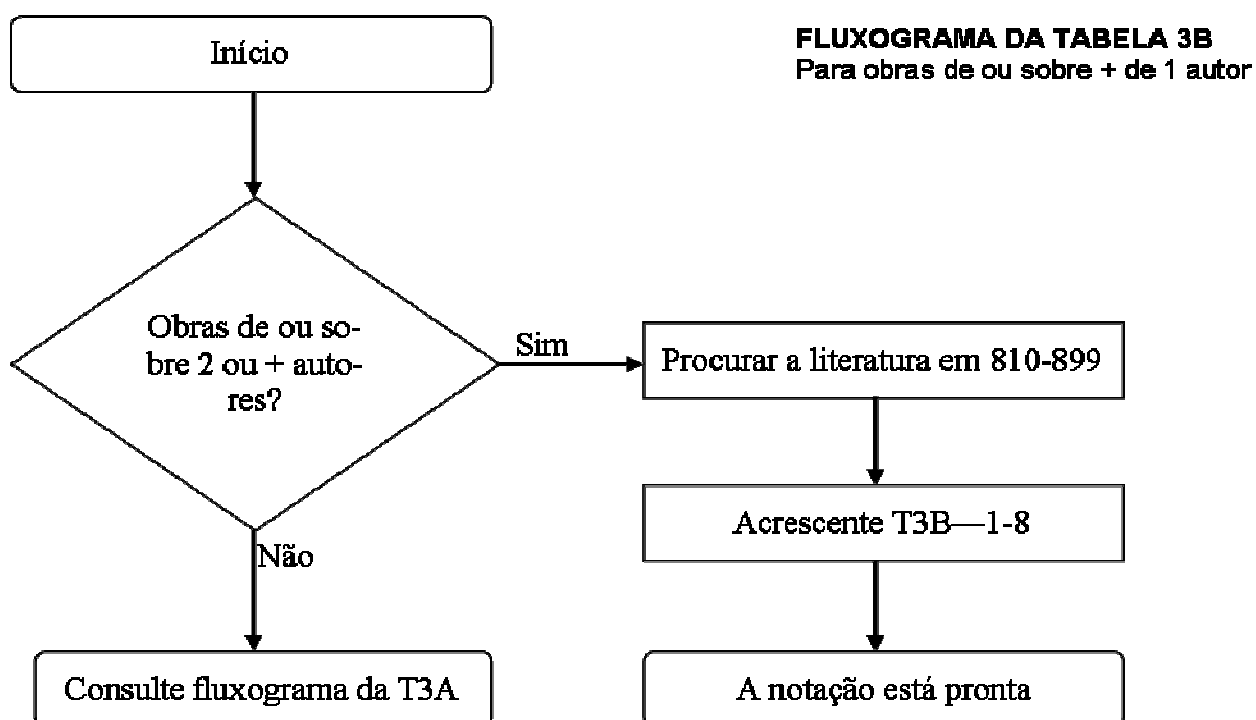 Início
FLUXOGRAMA DA TABELA 3B
Para obras de ou sobre + de 1 autor
Obras de ou so-
bre 2 ou + auto-
res?
Sim
Procurar a literatura em 810-899
Acrescente T3B—1-8
Não
Consulte fluxograma da T3A
A notação está pronta